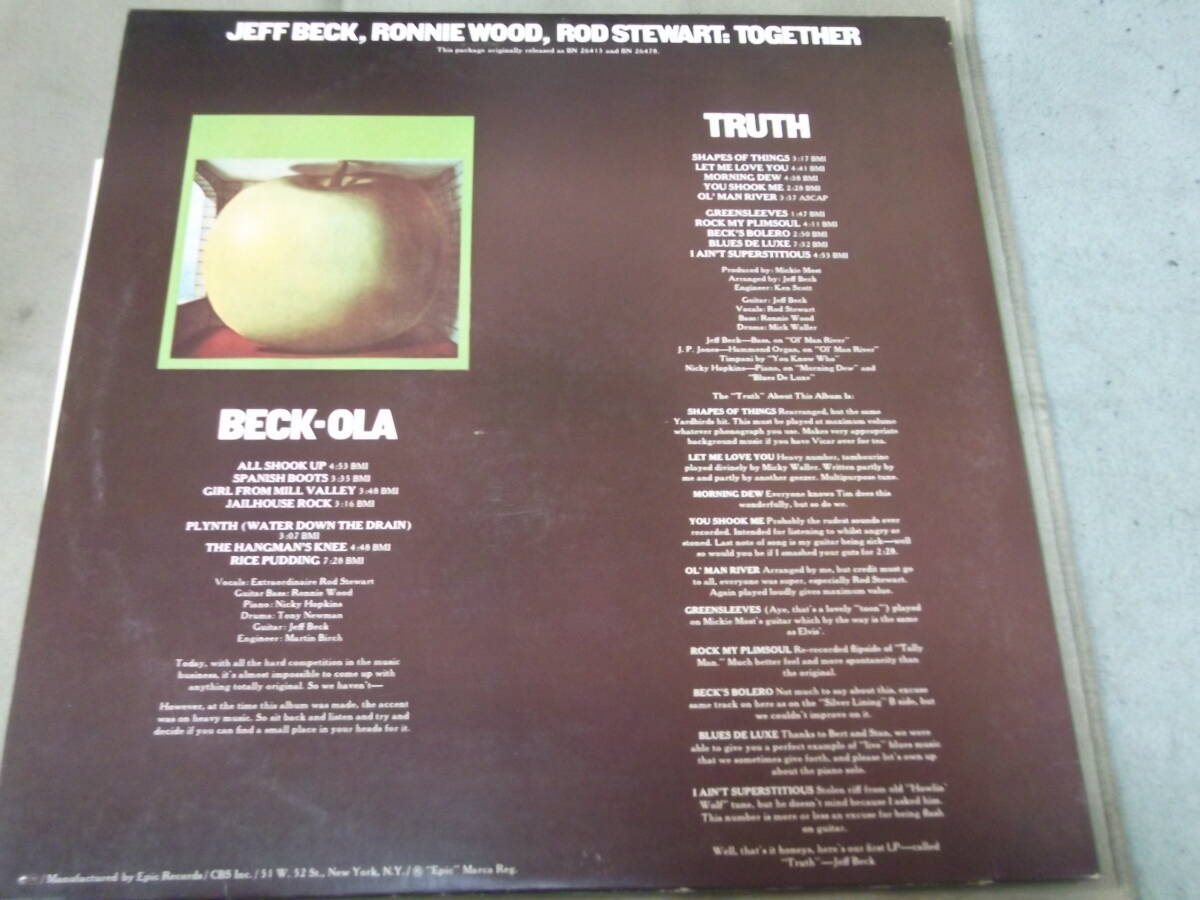 JEFF BECK, RONNIE WOOD, ROD STEWART: TOGETHER
This package originally released as BN 26413 and BN 26478.
BECK-OLA
ALL SHOOK UP 4:53 BMI
SPANISH BOOTS 3:35 BMI
GIRL FROM MILL VALLEY 3:48 BMI
JAILHOUSE ROCK 3:16 BMI
PLYNTH (WATER DOWN THE DRAIN)
3:07 BMI
THE HANGMAN'S KNEE 4:48 BMI
RICE PUDDING 7:28 BMI
Vocals: Extraordinaire Rod Stewart
Guitar Bass: Ronnie Wood
Piano: Nicky Hopkins
Drums: Tony Newman
Guitar: Jeff Beck
Engineer: Martin Birch
Today, with all the hard competition in the music
business, it's almost impossible to come up with
anything totally original. So we haven't—
However, at the time this album was made, the accent
was on heavy music. So sit back and listen and try and
decide if you can find a small place in your heads for it.
TRUTH
SHAPES OF THINGS 3:17 BMI
LET ME LOVE YOU 4:41 BMI
MORNING DEW 4:38 BMI
YOU SHOOK ME 2:28 BMI
OL' MAN RIVER 3:57 ASCAP
GREENSLEEVES 1:47 BMI
ROCK MY PLIMSOUL 4:11 BMI
BECK'S BOLERO 2:50 BMI
BLUES DE LUXE 7:32 BMI
I AIN'T SUPERSTITIOUS 4:53 BMI
Produced by: Mickie Most
Arranged by: Jeff Beck
Engineer: Ken Scott
Guitar: Jeff Beck
Vocals: Rod Stewart
Bass: Ronnie Wood
Drums: Mick Waller
Jeff Beck—Bass, on "Ol' Man River"
J. P. Jones—Hammond Organ, on "Ol' Man River"
Timpani by "You Know Who"
Nicky Hopkins—Piano, on "Morning Dew" and
"Blues De Luxe"
The "Truth" About This Album Is:
SHAPES OF THINGS Rearranged, but the same
Yardbirds hit. This must be played at maximum volume
whatever phonograph you use. Makes very appropriate
background music if you have Vicar over for tea.
LET ME LOVE YOU Heavy number, tambourine
played divinely by Micky Waller. Written partly by
me and partly by another geezer. Multipurpose tune.
MORNING DEW Everyone knows Tim does this
wonderfully, but so do we.
YOU SHOOK ME Probably the rudest sounds ever
recorded. Intended for listening to whilst angry or
stoned. Last note of song is my guitar being sick—well
so would you be if I smashed your guts for 2:28.
OL' MAN RIVER Arranged by me, but credit must go
to all, everyone was super, especially Rod Stewart.
Again played loudly gives maximum value.
GREENSLEEVES (Aye, that's a lovely "toon") played
on Mickie Most's guitar which by the way is the same
as Elvis'.
ROCK MY PLIMSOUL Re-recorded flipside of "Tally
Man." Much better feel and more spontaneity than
the original.
BECK'S BOLERO Not much to say about this, excuse
same track on here as on the "Silver Lining" B side, but
we couldn't improve on it.
BLUES DE LUXE Thanks to Bert and Stan, we were
able to give you a perfect example of "live" blues music
that we sometimes give forth, and please let's own up
about the piano solo.
I AIN'T SUPERSTITIOUS Stolen riff from old "Howlin'
Wolf" tune, but he doesn't mind because I asked him.
This number is more or less an excuse for being flash
on guitar.
Well, that's it honeys, here's our first LP—called
"Truth"—Jeff Beck
Manufactured by Epic Records/CBS Inc./51 W. 52 St., New York, N.Y./® "Epic" Marca Reg.